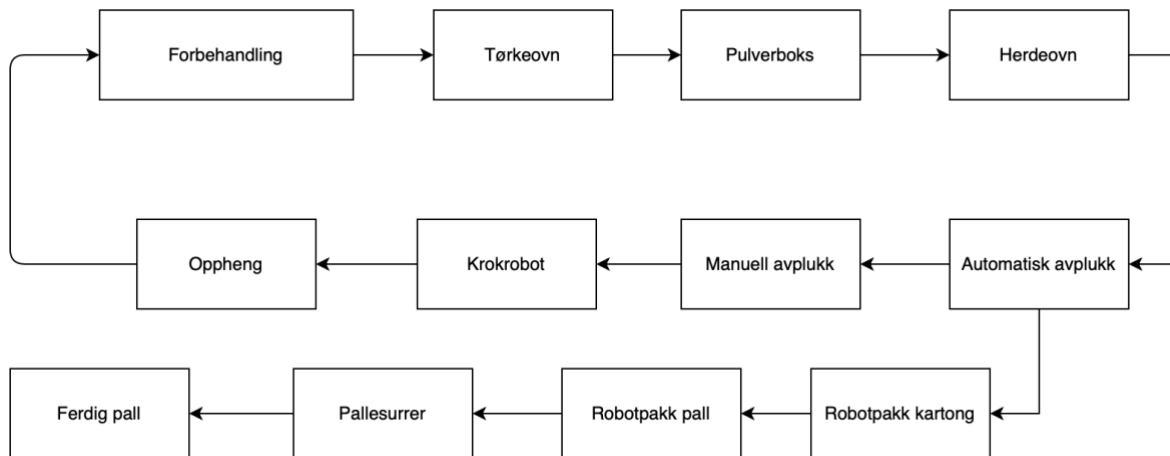 Forbehandling
Tørkeovn
Pulverboks
Herdeovn
Oppheng
Krokrobot
Manuell avplukk
Automatisk avplukk
Ferdig pall
Pallesurrer
Robotpakk pall
Robotpakk kartong